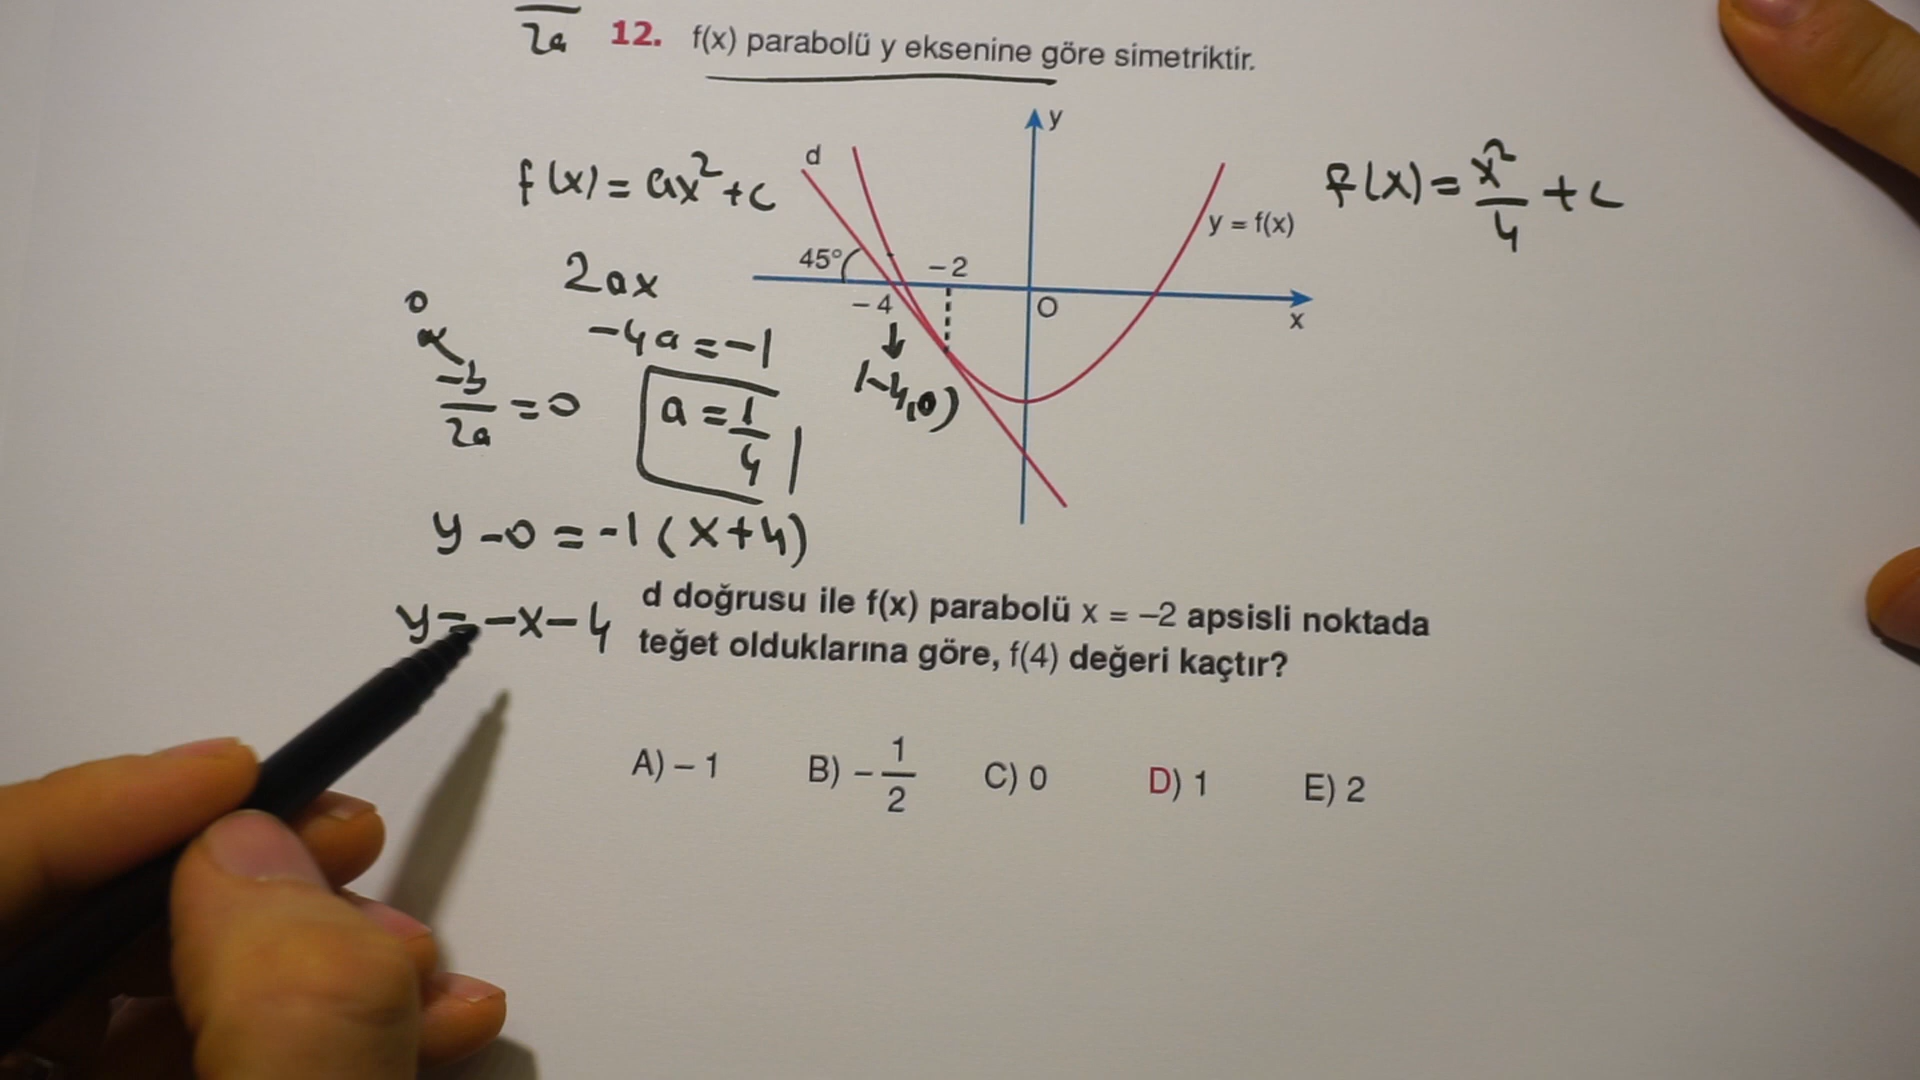 2a
12. f(x) parabolü y eksenine göre simetriktir.
f(x) = ax²+c
d
y
y = f(x)
f(x) = x²/4 + c
45°
-2
-4
O
x
2ax
-4a = -1
(-4,0)
0
-b/2a = 0
a = 1/4
y - 0 = -1 (x+4)
y = -x - 4
d doğrusu ile f(x) parabolü x = -2 apsisli noktada
teğet olduklarına göre, f(4) değeri kaçtır?
A) - 1 B) - 1/2 C) 0 D) 1 E) 2